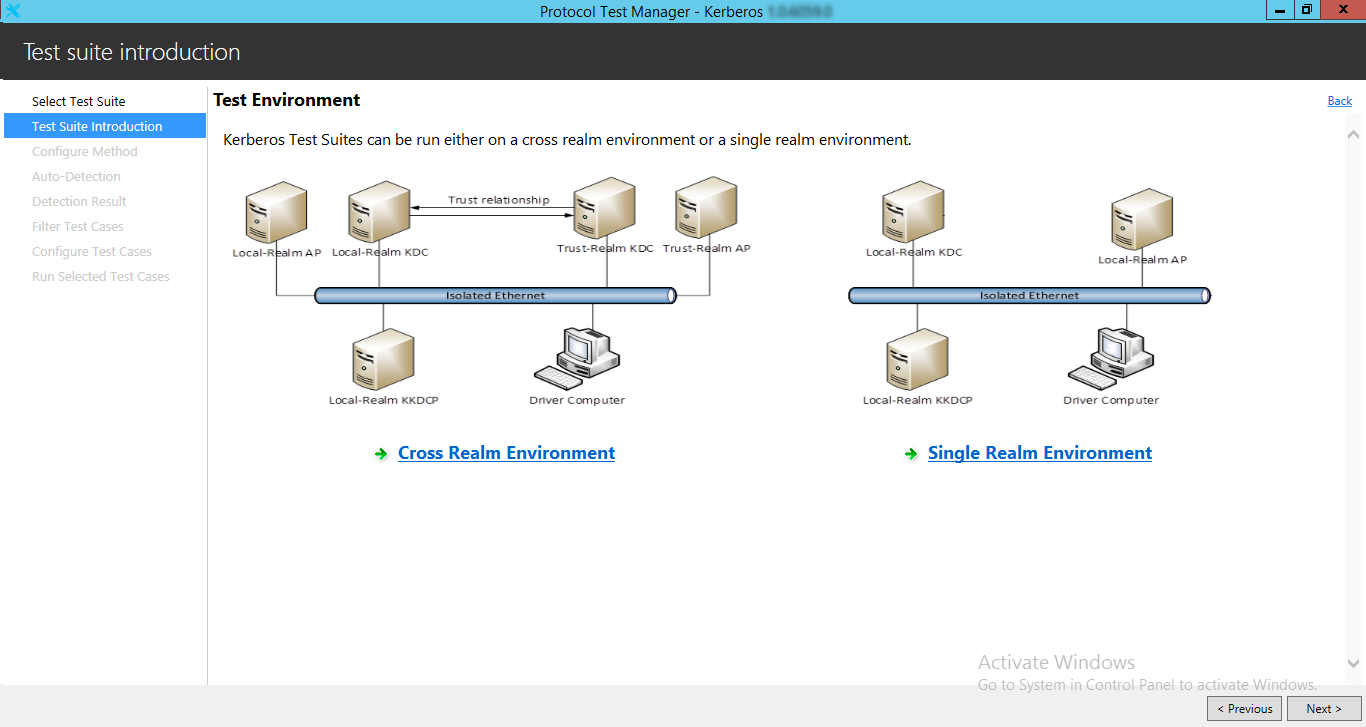 Protocol Test Manager - Kerberos
Test suite introduction
Select Test Suite
Test Suite Introduction
Configure Method
Auto-Detection
Detection Result
Filter Test Cases
Configure Test Cases
Run Selected Test Cases
Test Environment
Back
Kerberos Test Suites can be run either on a cross realm environment or a single realm environment.
Trust relationship
Local-Realm AP
Local-Realm KDC
Trust-Realm KDC
Trust-Realm AP
Isolated Ethernet
Local-Realm KKDCP
Driver Computer
Cross Realm Environment
Local-Realm KDC
Local-Realm AP
Isolated Ethernet
Local-Realm KKDCP
Driver Computer
Single Realm Environment
Activate Windows
Go to System in Control Panel to activate Windows.
< Previous
Next >